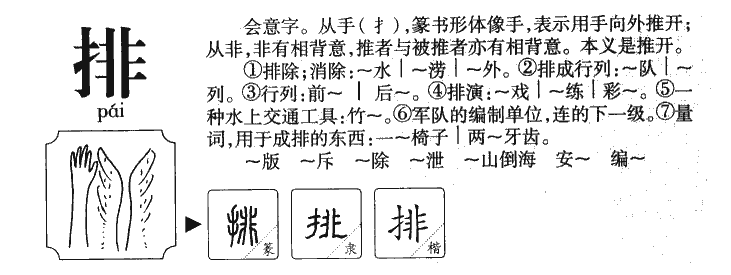 排
pái
会意字。从手(扌),篆书形体像手,表示用手向外推开;
从非,非有相背意,推者与被推者亦有相背意。本义是推开。
①排除;消除:~水|~涝|~外。②排成行列:~队|~
列。③行列:前~|后~。④排演:~戏|~练|彩~。⑤一
种水上交通工具:竹~。⑥军队的编制单位,连的下一级。⑦量
词,用于成排的东西:一~椅子|两~牙齿。
~版 ~斥 ~除 ~泄 ~山倒海 安~ 编~
排 篆
排 隶
排 楷